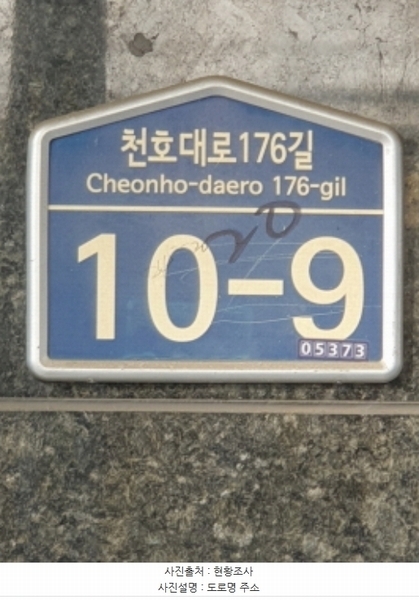 천호대로176길
Cheonho-daero 176-gil
20
10-9
05373
사진출처 : 현황조사
사진설명 : 도로명 주소